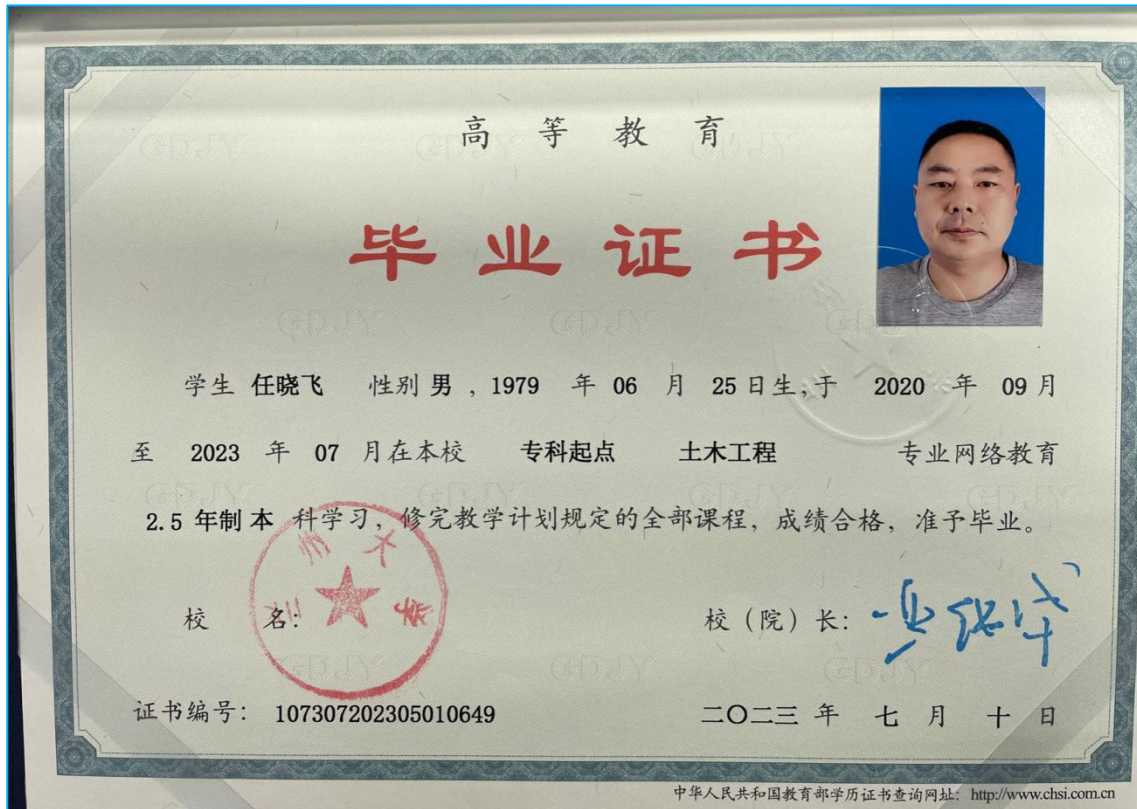 高等教育
毕业证书
学生 任晓飞 性别 男 , 1979 年 06 月 25 日生,于 2020 年 09 月
至 2023 年 07 月在本校 专科起点 土木工程 专业网络教育
2.5 年制 本 科学习，修完教学计划规定的全部课程，成绩合格，准予毕业。
校 名： 兰州大学
校（院）长：
证书编号： 107307202305010649
二〇二三 年 七 月 十 日
中华人民共和国教育部学历证书查询网址： http://www.chsi.com.cn
GDJY